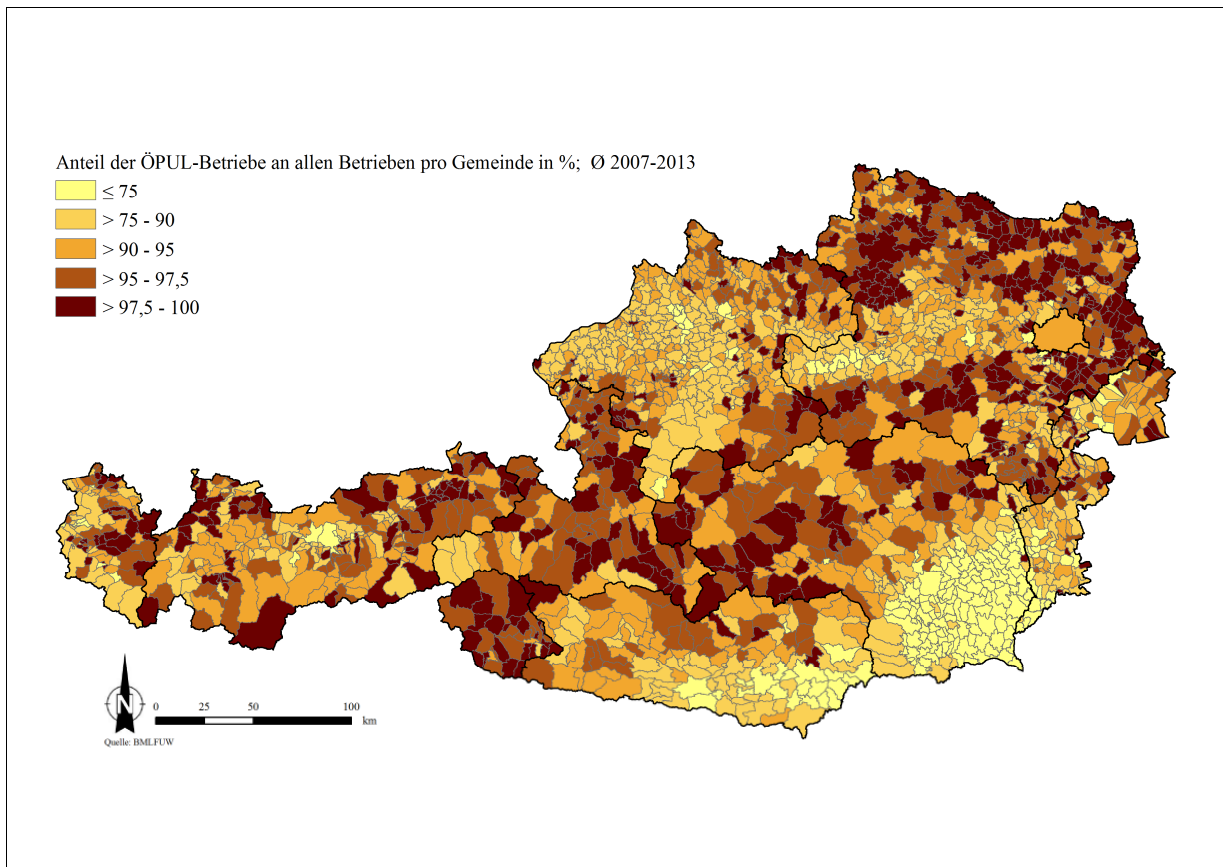 Anteil der ÖPUL-Betriebe an allen Betrieben pro Gemeinde in %; Ø 2007-2013
≤ 75
> 75 - 90
> 90 - 95
> 95 - 97,5
> 97,5 - 100
N
0 25 50 100
km
Quelle: BMLFUW